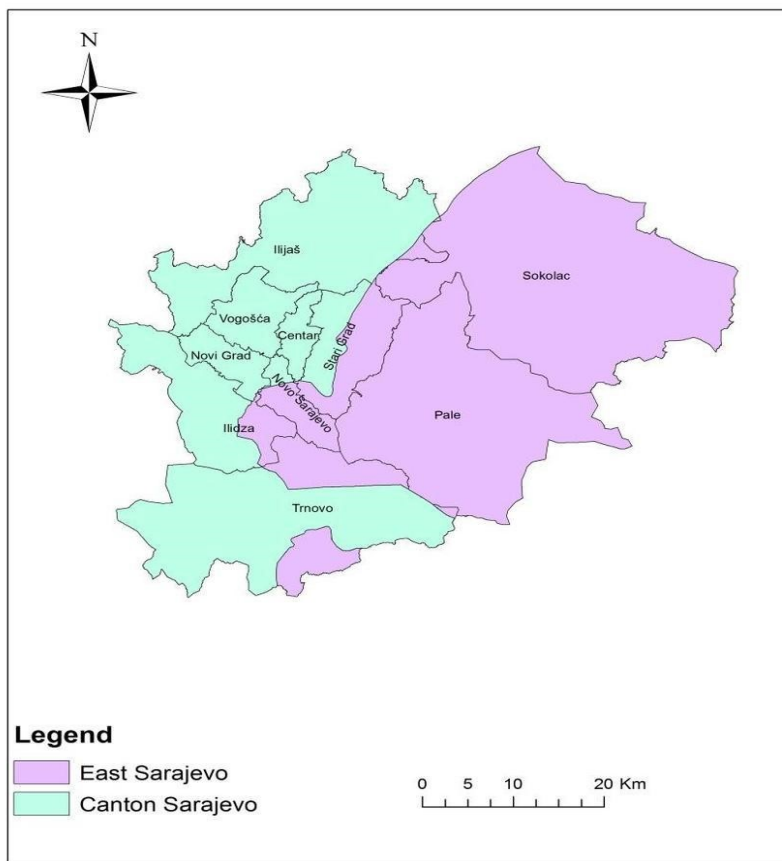 N
Ilijaš
Sokolac
Vogošća
Centar
Stari Grad
Novi Grad
Novo Sarajevo
Pale
Ilidza
Trnovo
Legend
East Sarajevo
Canton Sarajevo
0 5 10 20 Km